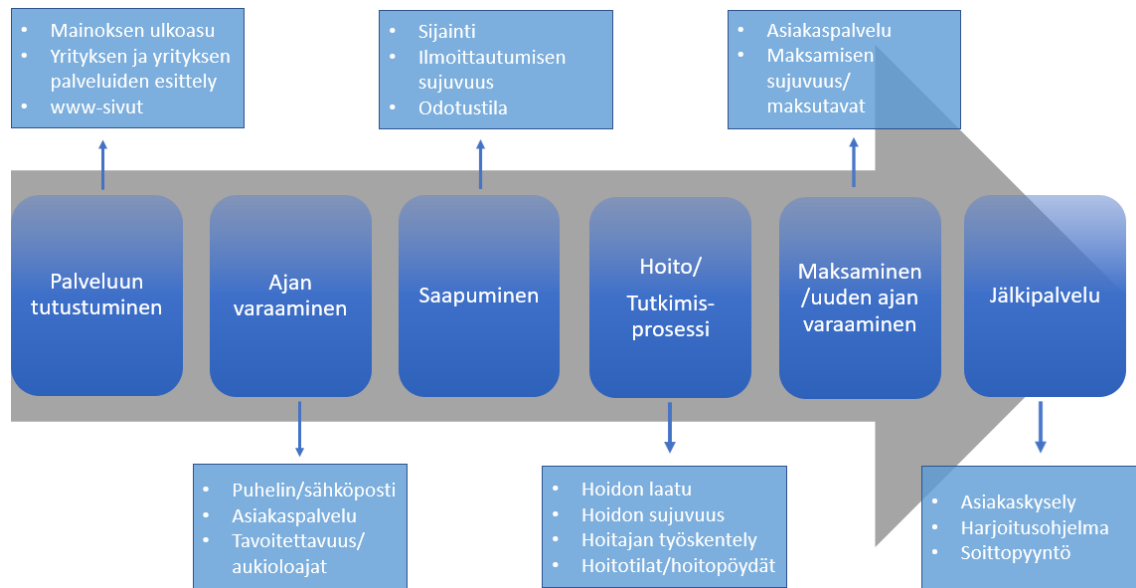 • Mainoksen ulkoasu
• Yrityksen ja yrityksen
palveluiden esittely
• www-sivut
• Sijainti
• Ilmoittautumisen
sujuvuus
• Odotustila
• Asiakaspalvelu
• Maksamisen
sujuvuus/
maksutavat
Palveluun
tutustuminen
Ajan
varaaminen
Saapuminen
Hoito/
Tutkimis-
prosessi
Maksaminen
/uuden ajan
varaaminen
Jälkipalvelu
• Puhelin/sähköposti
• Asiakaspalvelu
• Tavoitettavuus/
aukioloajat
• Hoidon laatu
• Hoidon sujuvuus
• Hoitajan työskentely
• Hoitotilat/hoitopöydät
• Asiakaskysely
• Harjoitusohjelma
• Soittopyyntö